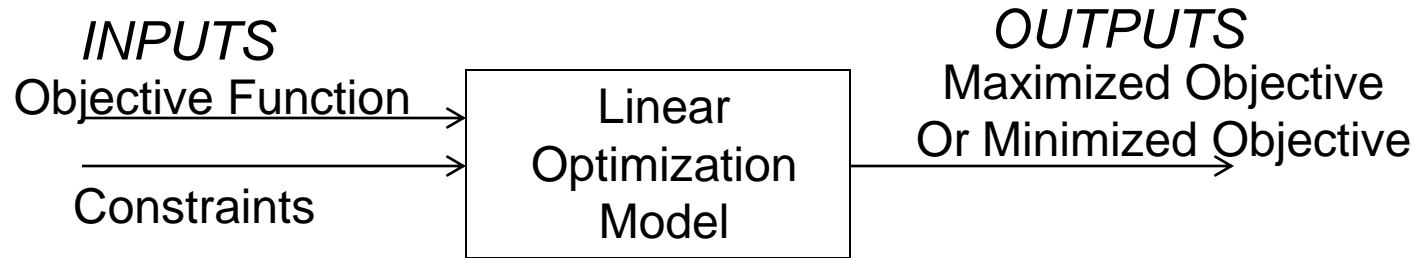 INPUTS
Objective Function
Constraints
Linear
Optimization
Model
OUTPUTS
Maximized Objective
Or Minimized Objective